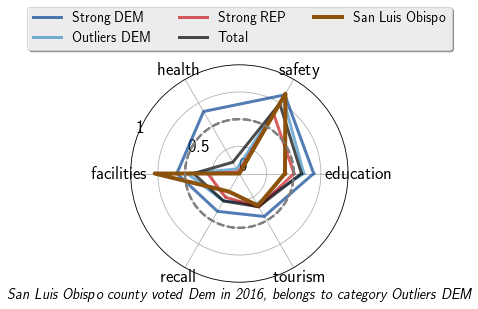 Strong DEM
Strong REP
San Luis Obispo
Outliers DEM
Total
health
safety
1
0.5
0
facilities
education
recall
tourism
San Luis Obispo county voted Dem in 2016, belongs to category Outliers DEM